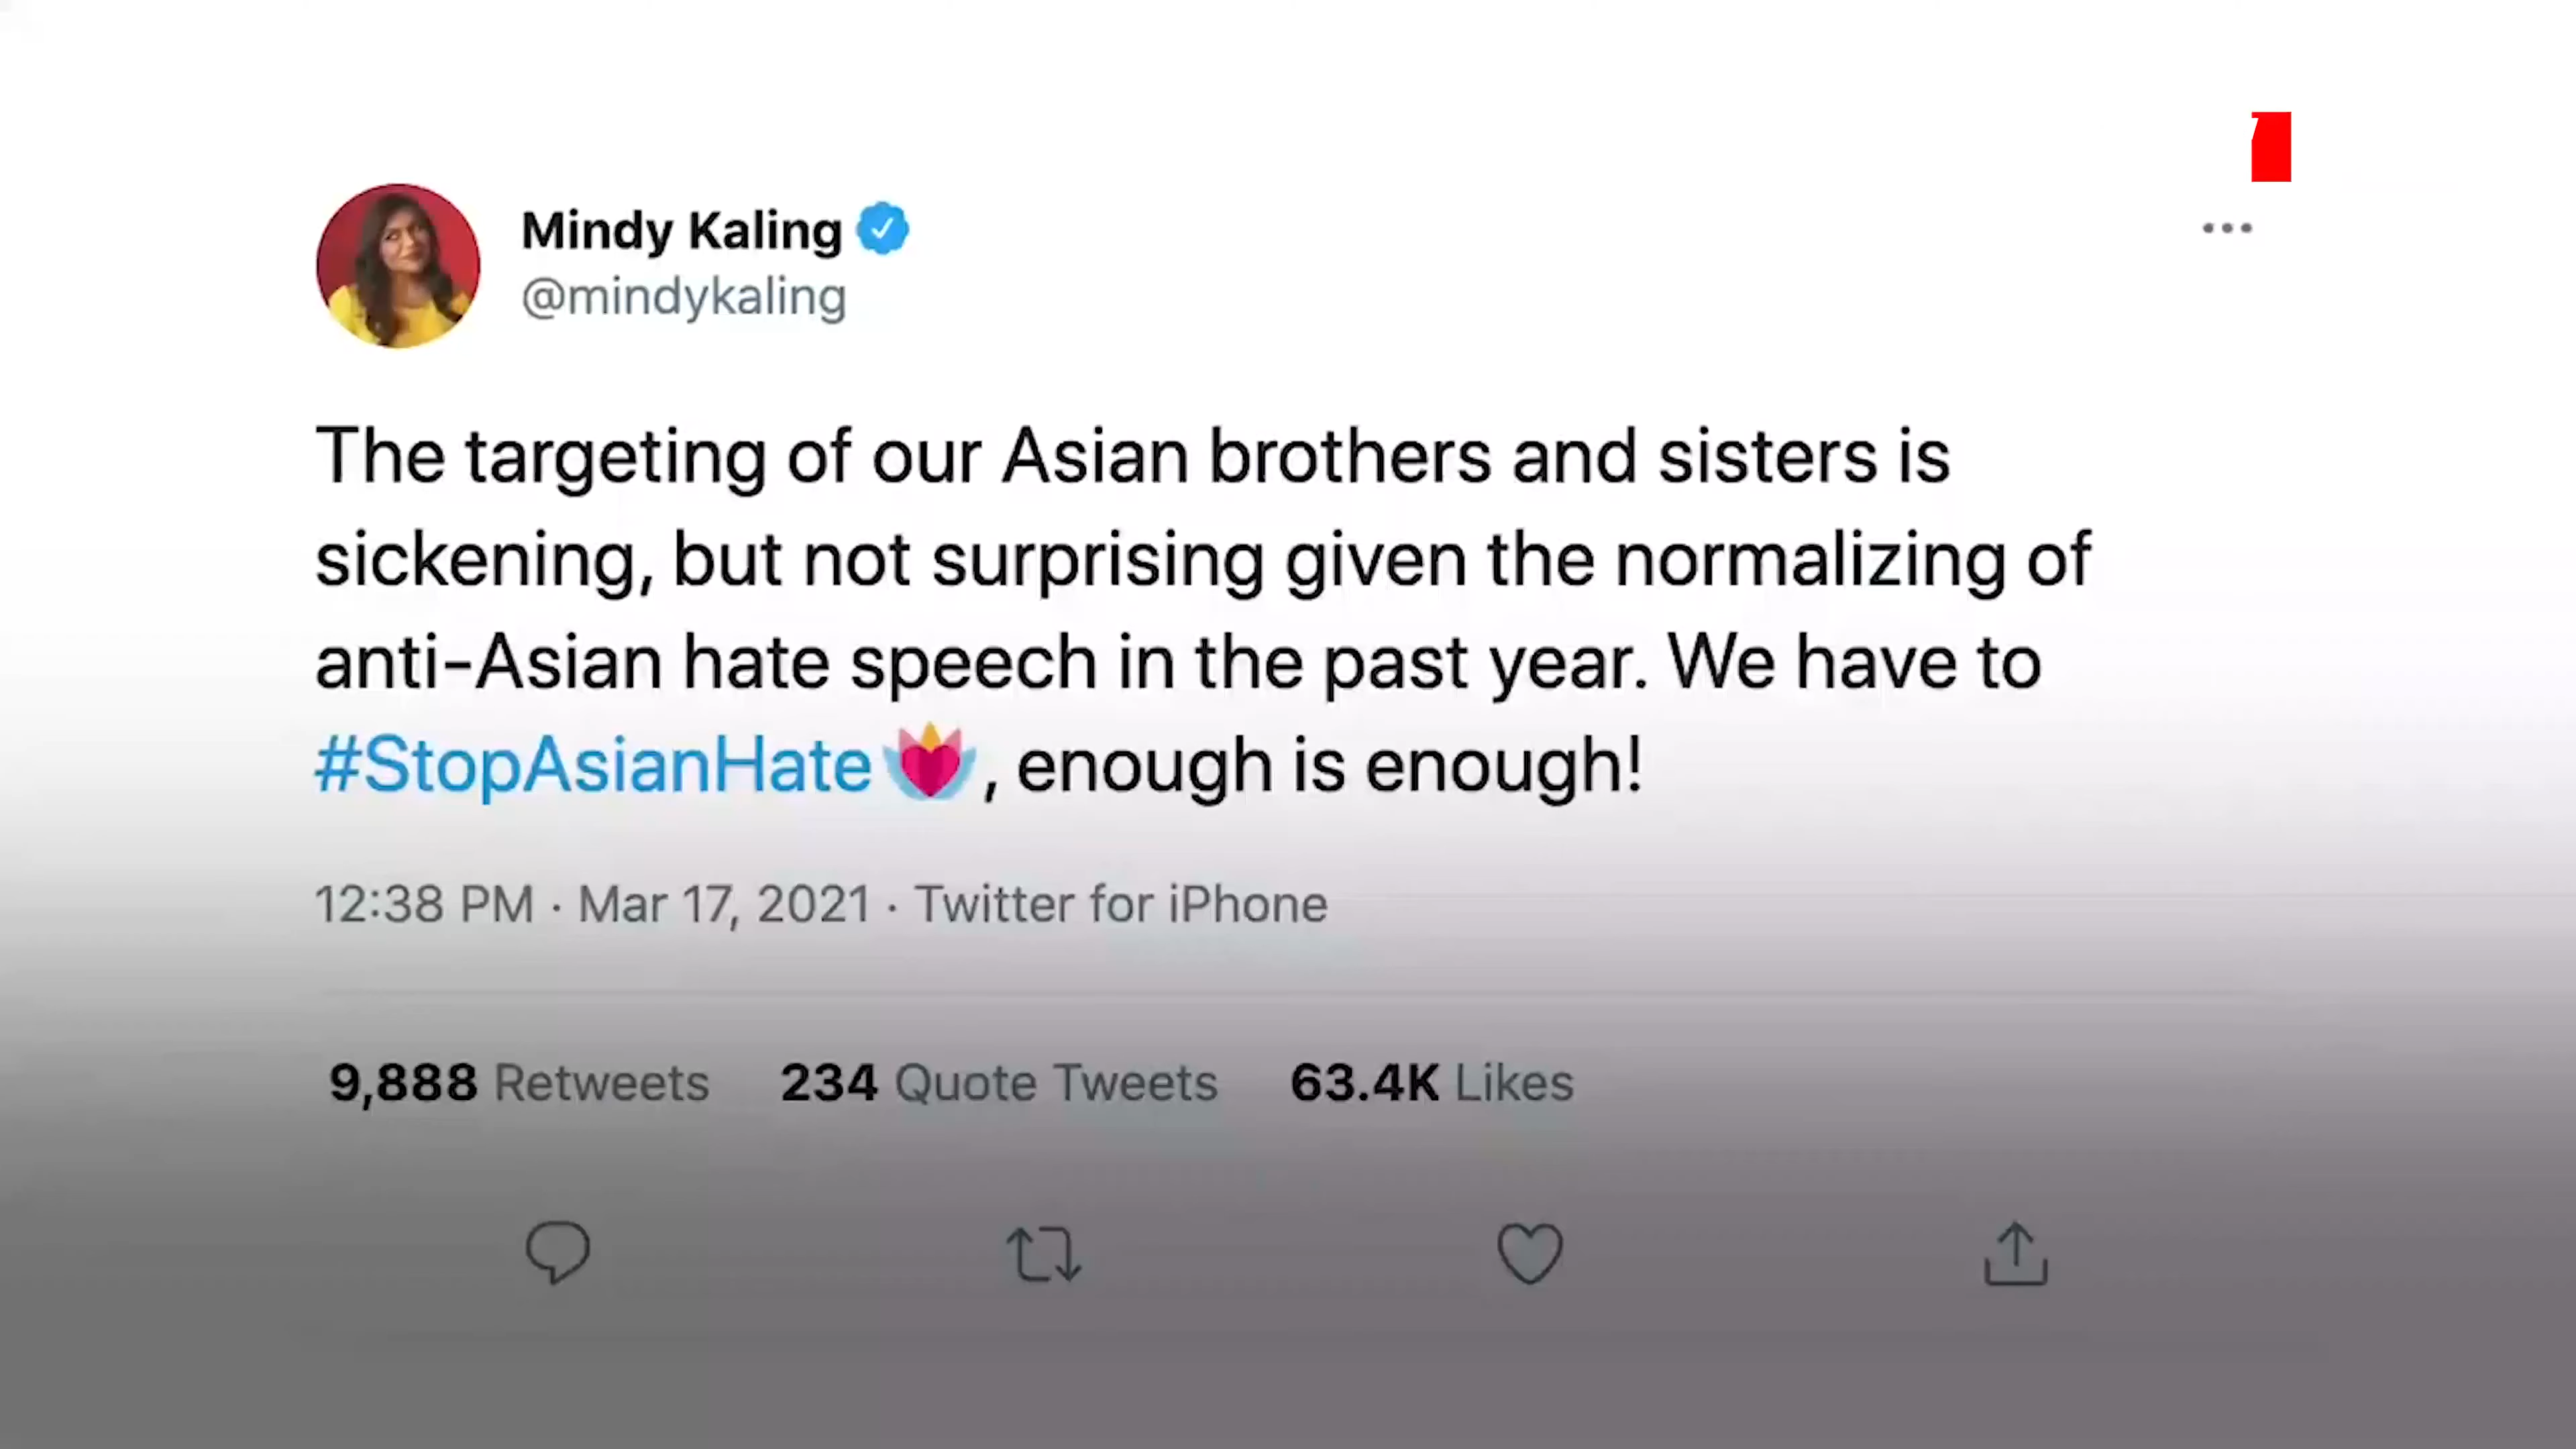 Mindy Kaling
@mindykaling
The targeting of our Asian brothers and sisters is
sickening, but not surprising given the normalizing of
anti-Asian hate speech in the past year. We have to
#StopAsianHate, enough is enough!
12:38 PM · Mar 17, 2021 · Twitter for iPhone
9,888 Retweets 234 Quote Tweets 63.4K Likes